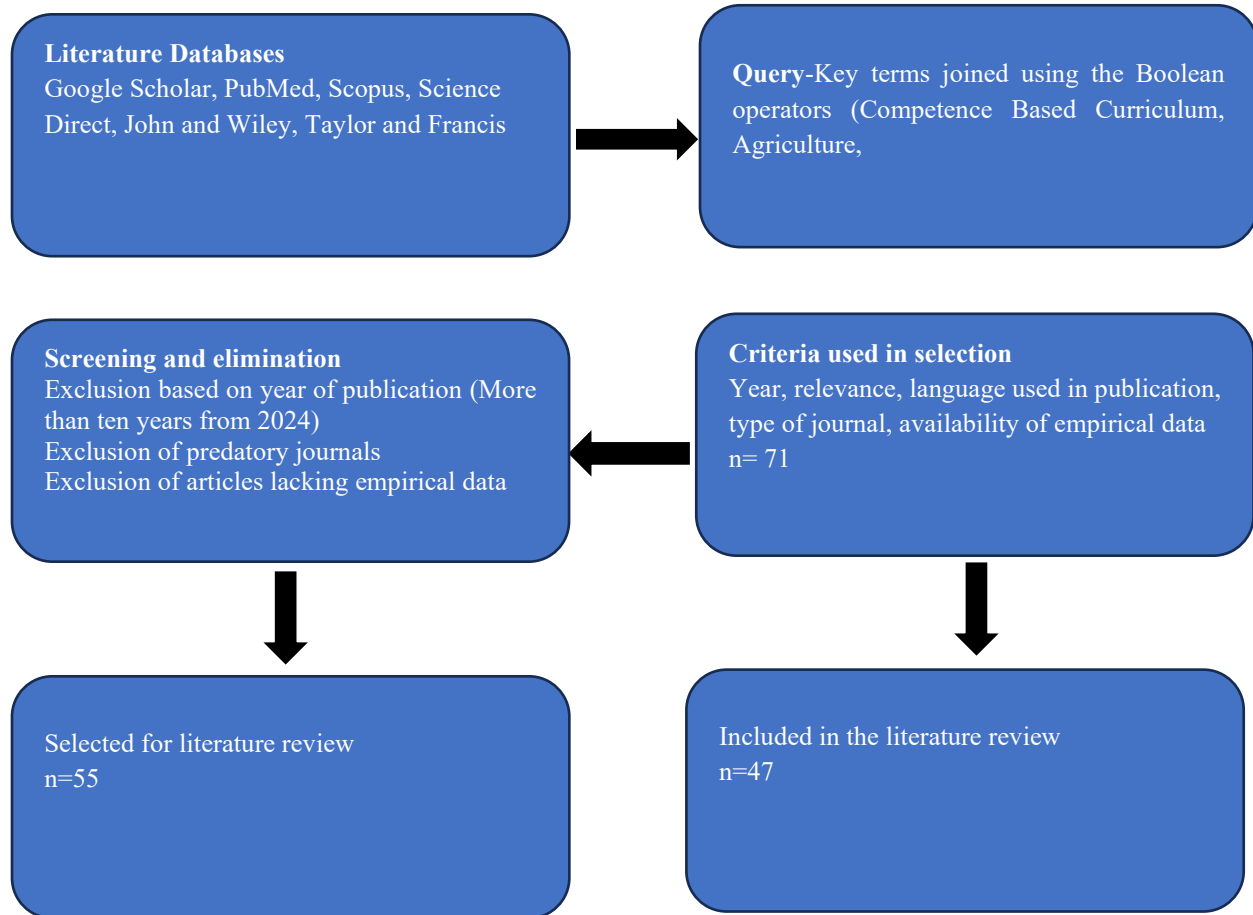 Literature Databases
Google Scholar, PubMed, Scopus, Science
Direct, John and Wiley, Taylor and Francis
Query-Key terms joined using the Boolean
operators (Competence Based Curriculum,
Agriculture,
Screening and elimination
Exclusion based on year of publication (More
than ten years from 2024)
Exclusion of predatory journals
Exclusion of articles lacking empirical data
Criteria used in selection
Year, relevance, language used in publication,
type of journal, availability of empirical data
n= 71
Selected for literature review
n=55
Included in the literature review
n=47